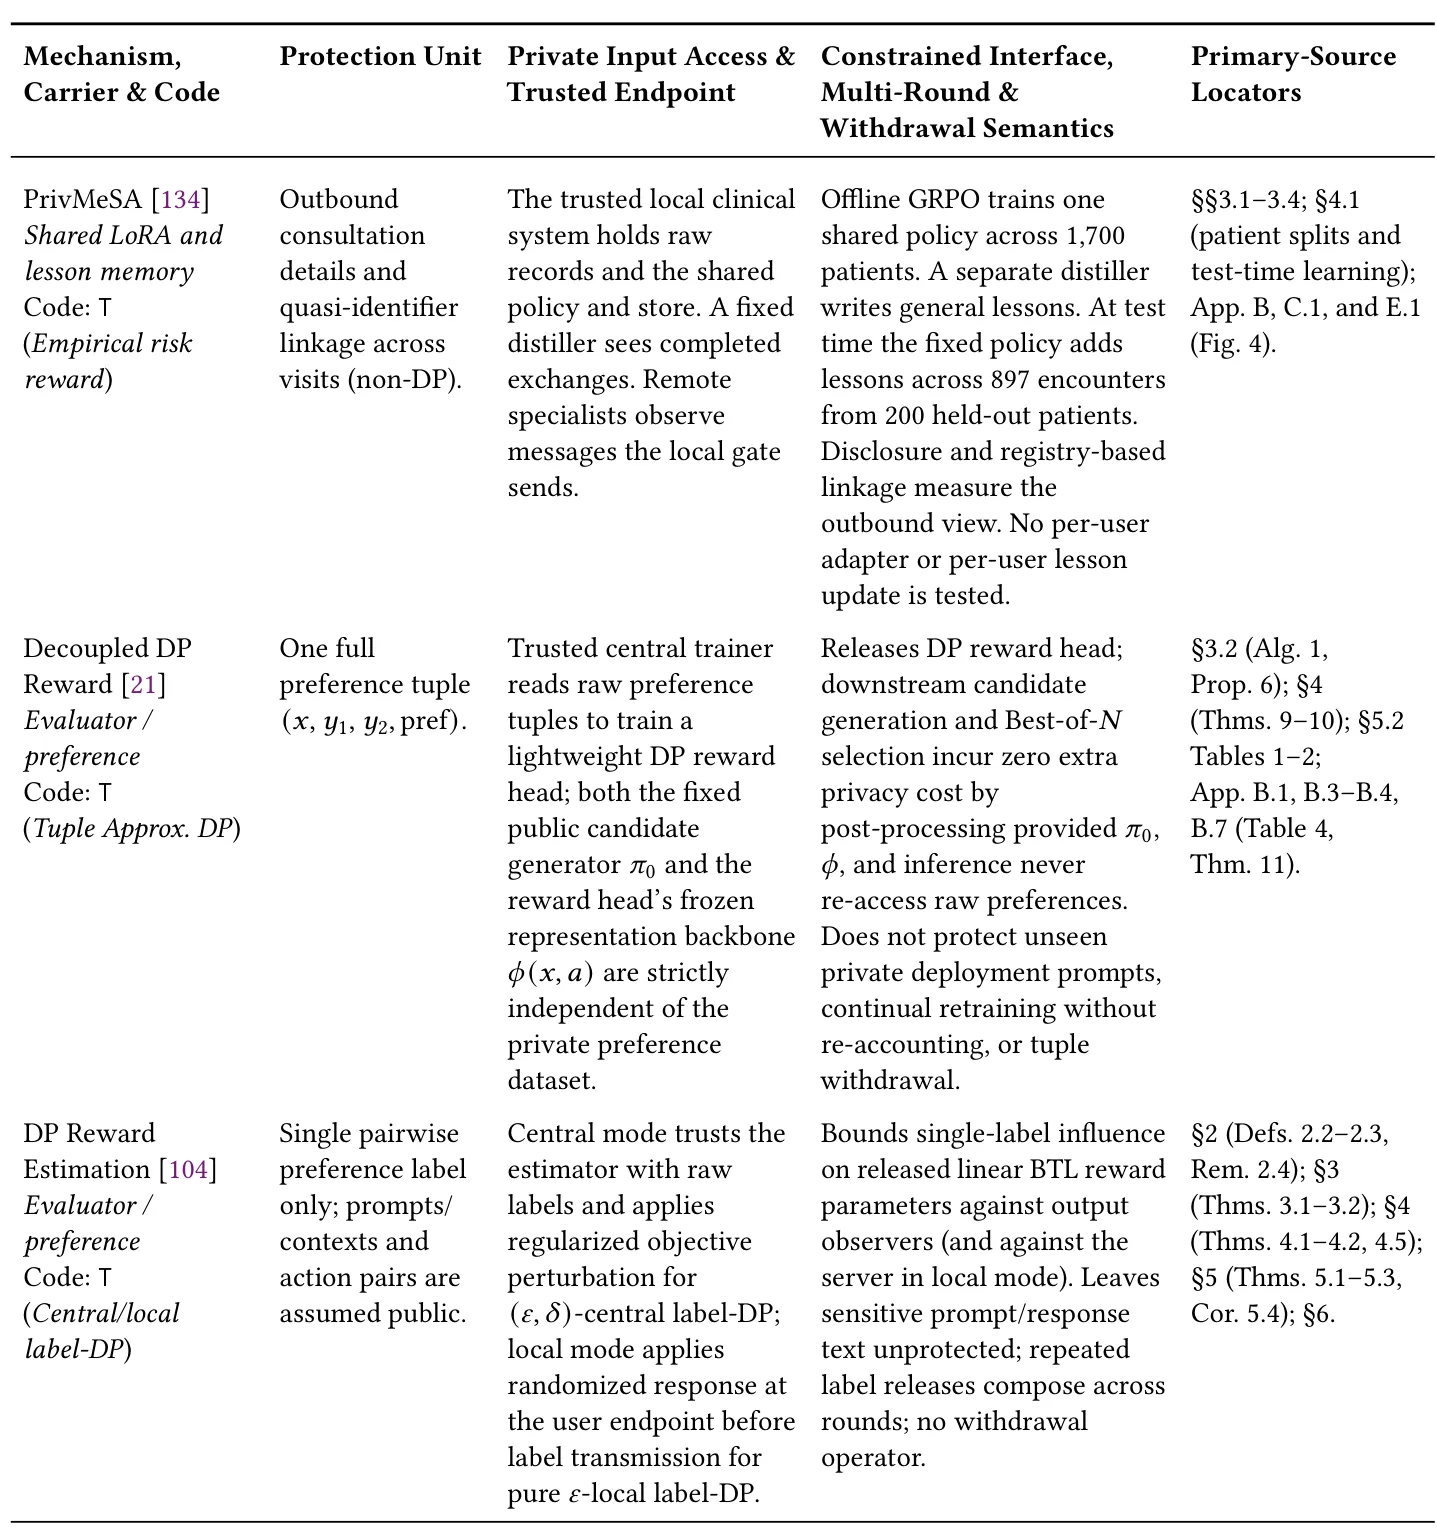 Mechanism,
Carrier & Code
Protection Unit
Private Input Access &
Trusted Endpoint
Constrained Interface,
Multi-Round &
Withdrawal Semantics
Primary-Source
Locators
PrivMeSA [134]
Shared LoRA and
lesson memory
Code: T
(Empirical risk
reward)
Outbound
consultation
details and
quasi-identifier
linkage across
visits (non-DP).
The trusted local clinical
system holds raw
records and the shared
policy and store. A fixed
distiller sees completed
exchanges. Remote
specialists observe
messages the local gate
sends.
Offline GRPO trains one
shared policy across 1,700
patients. A separate distiller
writes general lessons. At test
time the fixed policy adds
lessons across 897 encounters
from 200 held-out patients.
Disclosure and registry-based
linkage measure the
outbound view. No per-user
adapter or per-user lesson
update is tested.
§§3.1–3.4; §4.1
(patient splits and
test-time learning);
App. B, C.1, and E.1
(Fig. 4).
Decoupled DP
Reward [21]
Evaluator /
preference
Code: T
(Tuple Approx. DP)
One full
preference tuple
(x, y₁, y₂, pref).
Trusted central trainer
reads raw preference
tuples to train a
lightweight DP reward
head; both the fixed
public candidate
generator π₀ and the
reward head’s frozen
representation backbone
ϕ(x, a) are strictly
independent of the
private preference
dataset.
Releases DP reward head;
downstream candidate
generation and Best-of-N
selection incur zero extra
privacy cost by
post-processing provided π₀,
ϕ, and inference never
re-access raw preferences.
Does not protect unseen
private deployment prompts,
continual retraining without
re-accounting, or tuple
withdrawal.
§3.2 (Alg. 1,
Prop. 6); §4
(Thms. 9–10); §5.2
Tables 1–2;
App. B.1, B.3–B.4,
B.7 (Table 4,
Thm. 11).
DP Reward
Estimation [104]
Evaluator /
preference
Code: T
(Central/local
label-DP)
Single pairwise
preference label
only; prompts/
contexts and
action pairs are
assumed public.
Central mode trusts the
estimator with raw
labels and applies
regularized objective
perturbation for
(ε, δ)-central label-DP;
local mode applies
randomized response at
the user endpoint before
label transmission for
pure ε-local label-DP.
Bounds single-label influence
on released linear BTL reward
parameters against output
observers (and against the
server in local mode). Leaves
sensitive prompt/response
text unprotected; repeated
label releases compose across
rounds; no withdrawal
operator.
§2 (Defs. 2.2–2.3,
Rem. 2.4); §3
(Thms. 3.1–3.2); §4
(Thms. 4.1–4.2, 4.5);
§5 (Thms. 5.1–5.3,
Cor. 5.4); §6.